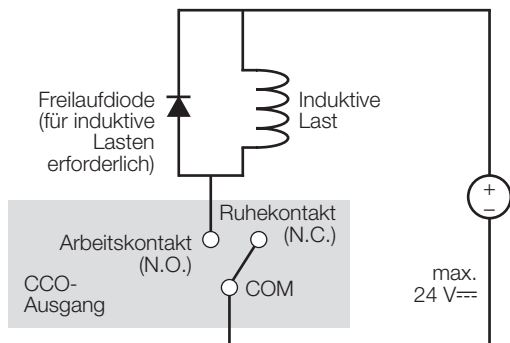 Freilaufdiode
(für induktive
Lasten
erforderlich)
Induktive
Last
+
–
Ruhekontakt
(N.C.)
Arbeitskontakt
(N.O.)
CCO-
Ausgang
COM
max.
24 V⎓